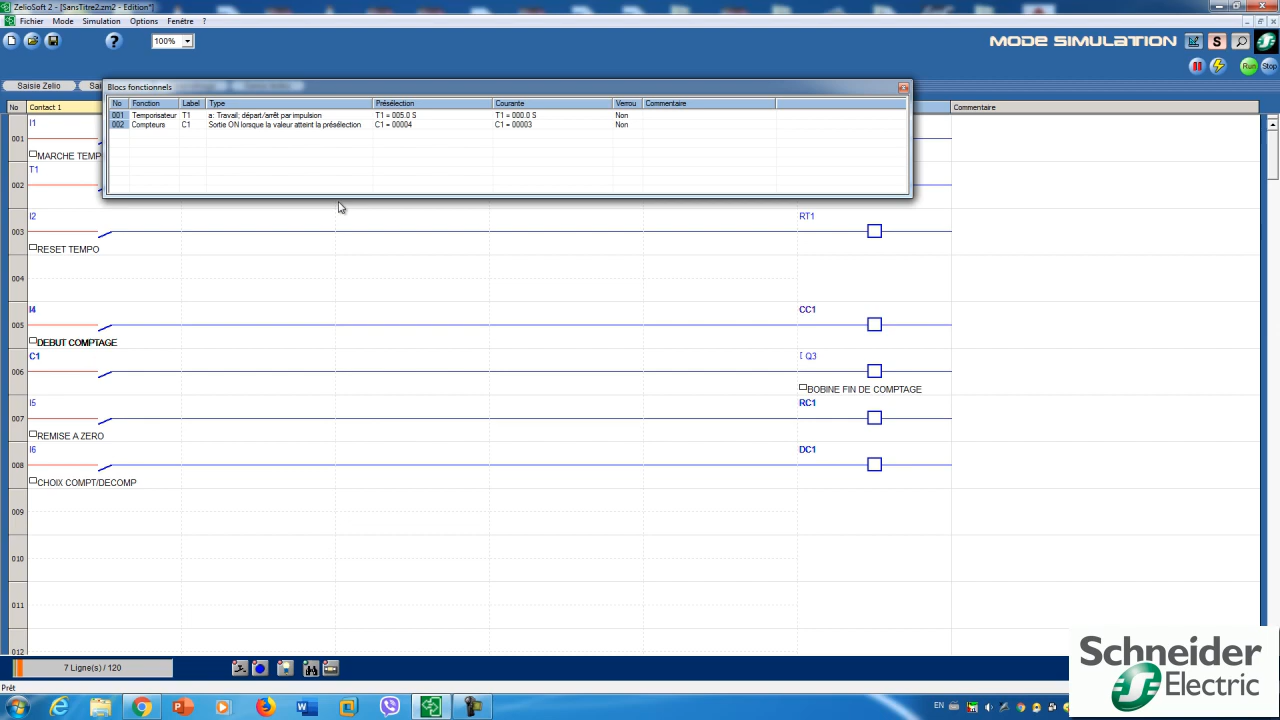 ZelioSoft 2 - [SansTitre2.zm2 - Edition*]
Fichier Mode Simulation Options Fenêtre ?
100% MODE SIMULATION
Run Stop
Saisie Zelio
Blocs fonctionnels
No Fonction Label Type Présélection Courante Verrou Commentaire
001 Temporisateur T1 a: Travail; départ/arrêt par impulsion T1 = 005.0 S T1 = 000.0 S Non
002 Compteurs C1 Sortie ON lorsque la valeur atteint la présélection C1 = 00004 C1 = 00003 Non
No Contact 1 Commentaire
I1
001
MARCHE TEMP
T1
002
I2 RT1
003
RESET TEMPO
004
I4 CC1
005
DEBUT COMPTAGE
C1 [ Q3
006
BOBINE FIN DE COMPTAGE
I5 RC1
007
REMISE A ZERO
I6 DC1
008
CHOIX COMPT/DECOMP
009
010
011
012
7 Ligne(s) / 120
Prêt
EN
Schneider
Electric